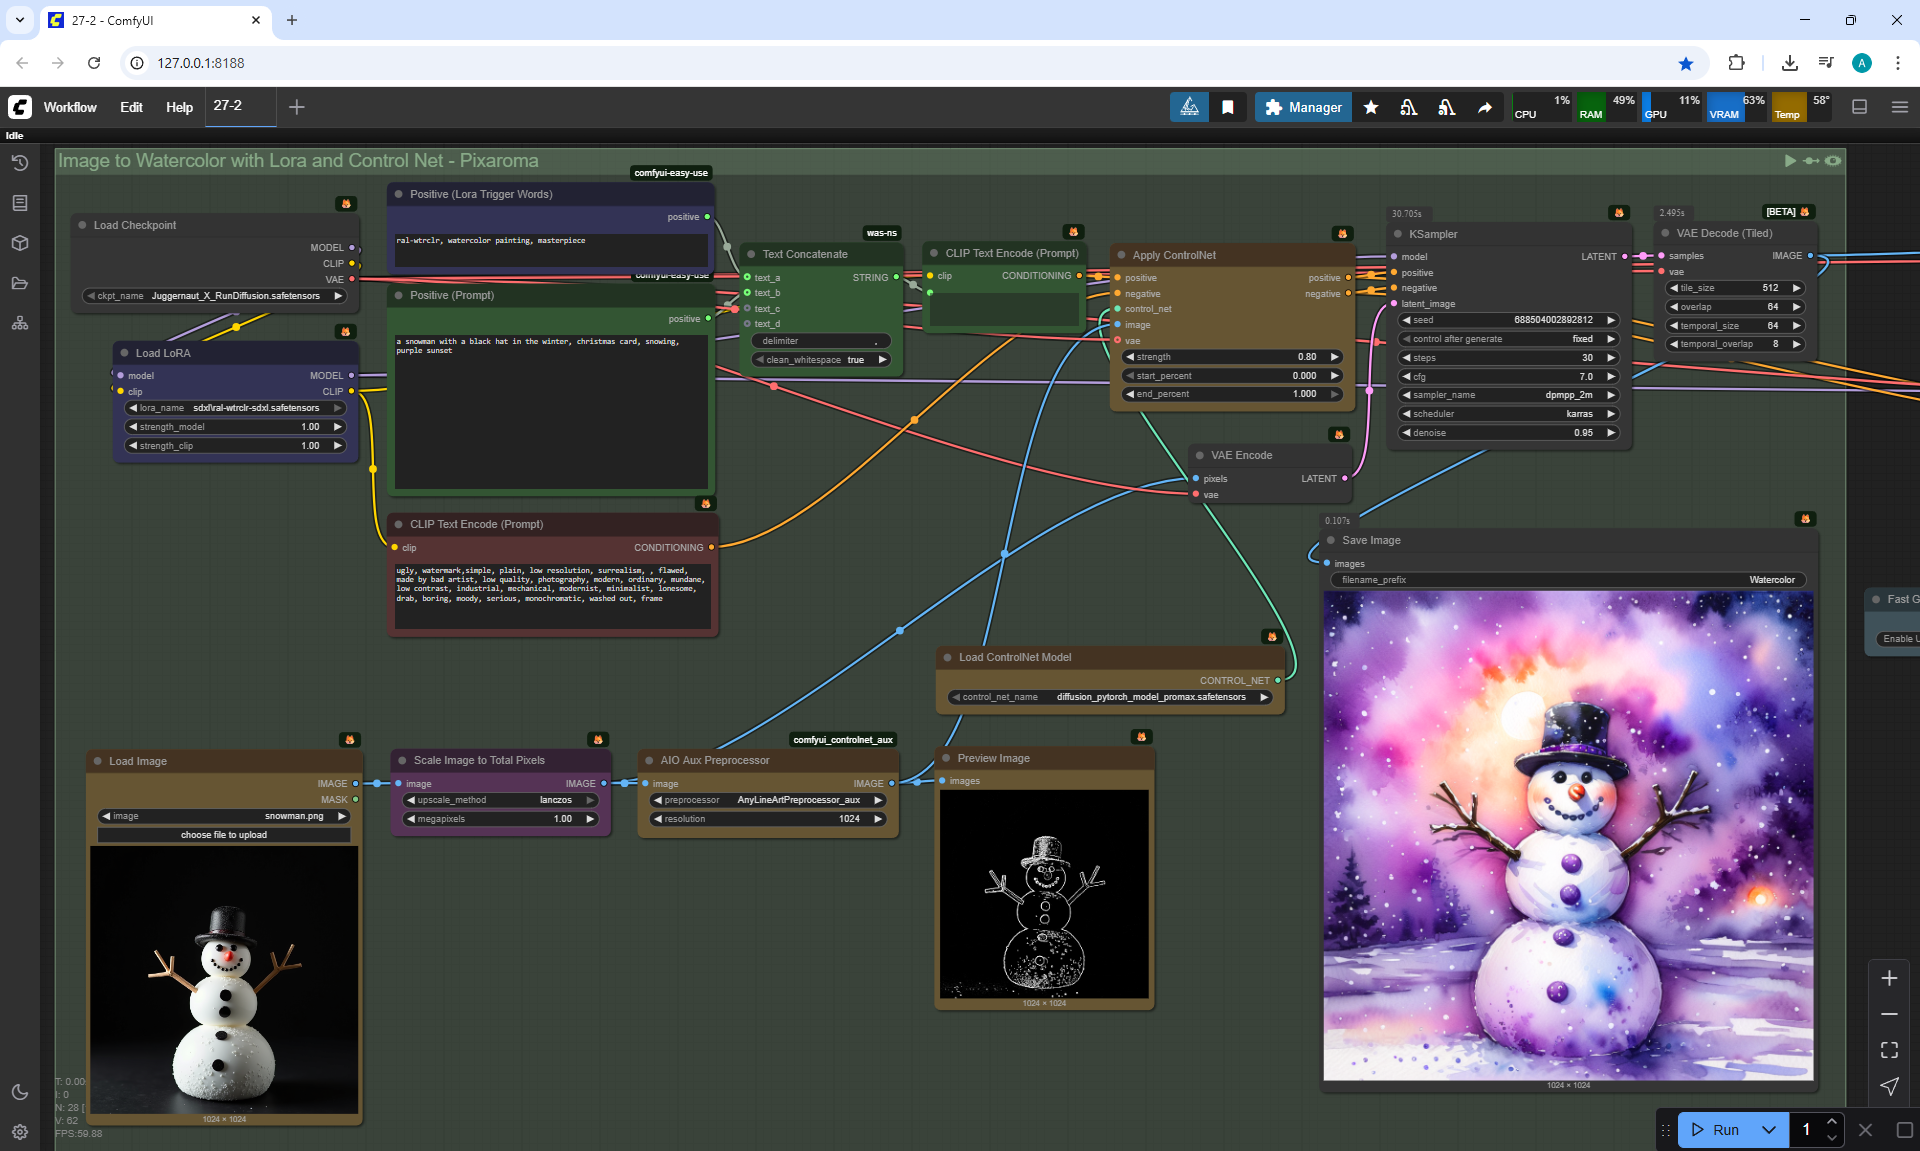 27-2 - ComfyUI
127.0.0.1:8188
A
Workflow
Edit
Help
27-2
Manager
CPU
1%
RAM
49%
GPU
11%
VRAM
63%
Temp
58°
Idle
Image to Watercolor with Lora and Control Net - Pixaroma
Load Checkpoint
MODEL
CLIP
VAE
ckpt_name Juggernaut_X_RunDiffusion.safetensors
Load LoRA
model MODEL
clip CLIP
lora_name sdxl\ral-wtrclr-sdxl.safetensors
strength_model 1.00
strength_clip 1.00
comfyui-easy-use
Positive (Lora Trigger Words)
positive
ral-wtrclr, watercolor painting, masterpiece
comfyui-easy-use
Positive (Prompt)
positive
a snowman with a black hat in the winter, christmas card, snowing,
purple sunset
CLIP Text Encode (Prompt)
clip CONDITIONING
ugly, watermark,simple, plain, low resolution, surrealism, , flawed,
made by bad artist, low quality, photography, modern, ordinary, mundane,
low contrast, industrial, mechanical, modernist, minimalist, lonesome,
drab, boring, moody, serious, monochromatic, washed out, frame
was-ns
Text Concatenate
text_a STRING
text_b
text_c
text_d
delimiter ,
clean_whitespace true
CLIP Text Encode (Prompt)
clip CONDITIONING
Apply ControlNet
positive positive
negative negative
control_net
image
vae
strength 0.80
start_percent 0.000
end_percent 1.000
30.705s
KSampler
model LATENT
positive
negative
latent_image
seed 688504002892812
control after generate fixed
steps 30
cfg 7.0
sampler_name dpmpp_2m
scheduler karras
denoise 0.95
2.495s
[BETA]
VAE Decode (Tiled)
samples IMAGE
vae
tile_size 512
overlap 64
temporal_size 64
temporal_overlap 8
VAE Encode
pixels LATENT
vae
0.107s
Save Image
images
filename_prefix Watercolor
1024 × 1024
Fast G
Enable U
Load ControlNet Model
CONTROL_NET
control_net_name diffusion_pytorch_model_promax.safetensors
Load Image
IMAGE
MASK
image snowman.png
choose file to upload
1024 × 1024
Scale Image to Total Pixels
image IMAGE
upscale_method lanczos
megapixels 1.00
comfyui_controlnet_aux
AIO Aux Preprocessor
image IMAGE
preprocessor AnyLineArtPreprocessor_aux
resolution 1024
Preview Image
images
1024 × 1024
T: 0.00
I: 0
N: 28 [
V: 62
FPS:59.88
Run
1